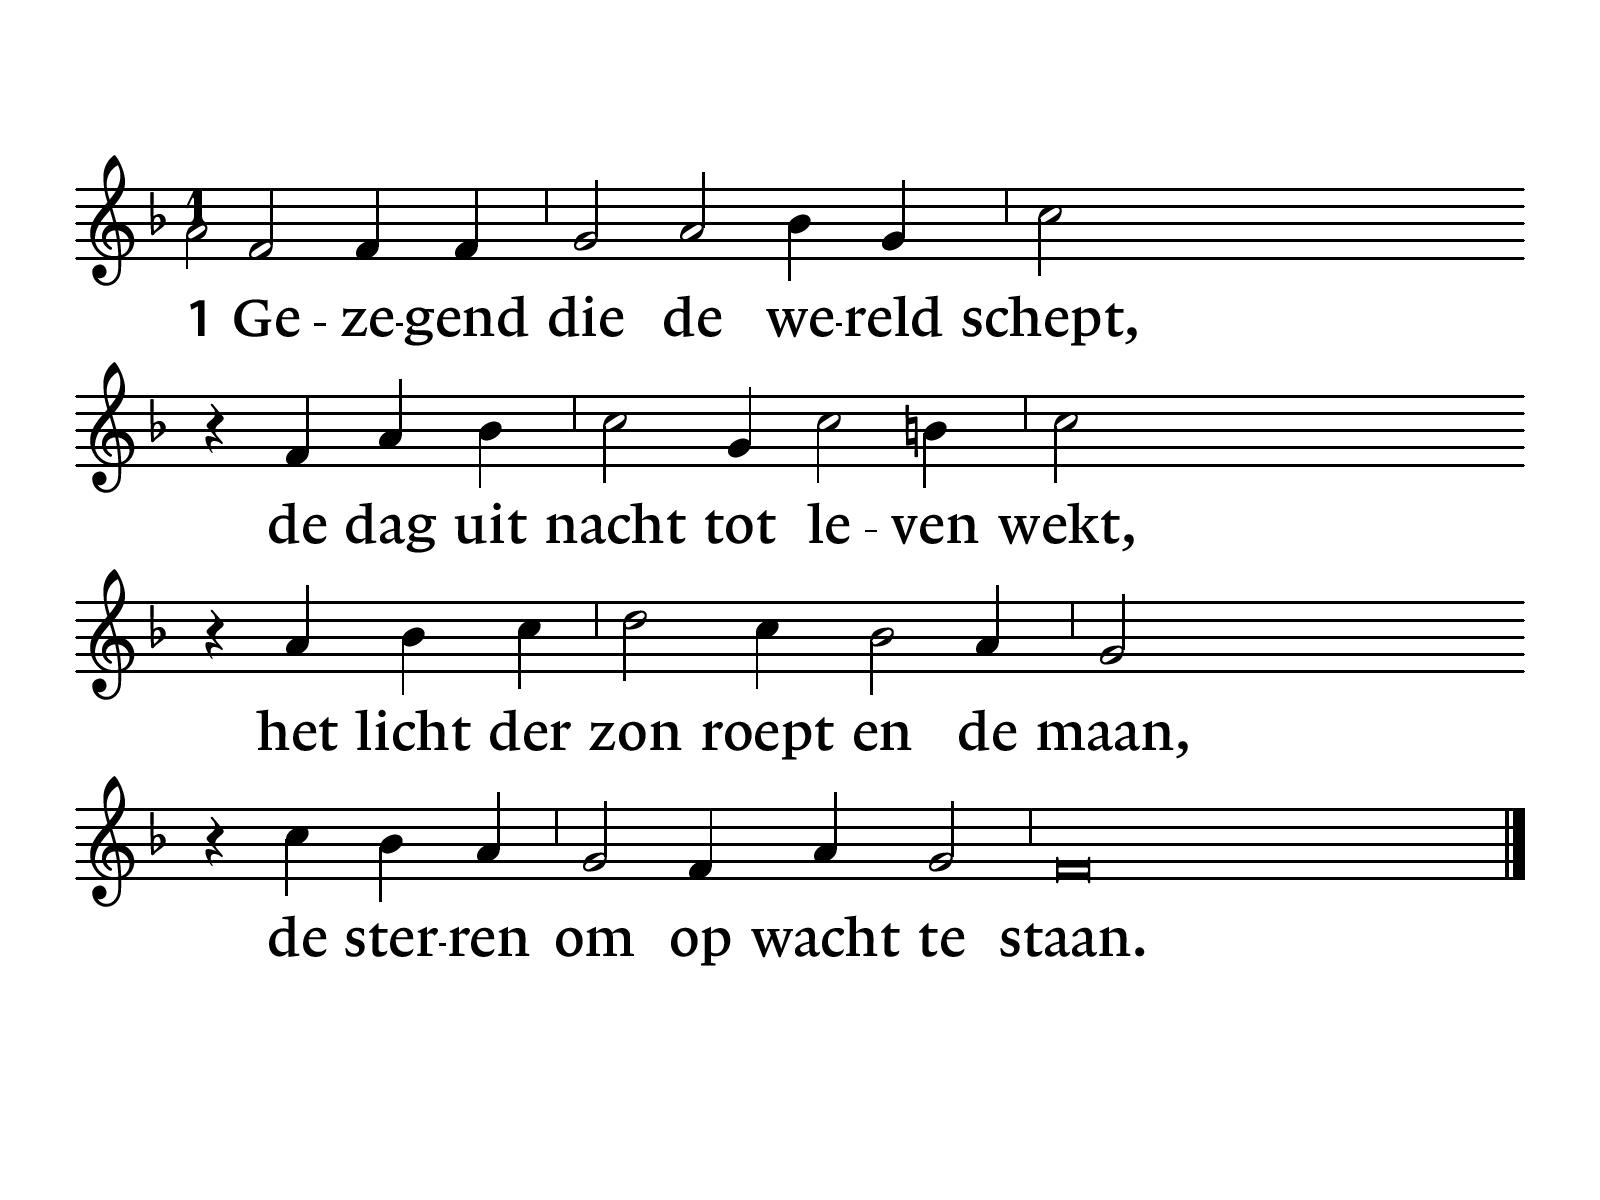 1 Ge - ze-gend die de we-reld schept,
de dag uit nacht tot le - ven wekt,
het licht der zon roept en de maan,
de ster-ren om op wacht te staan.